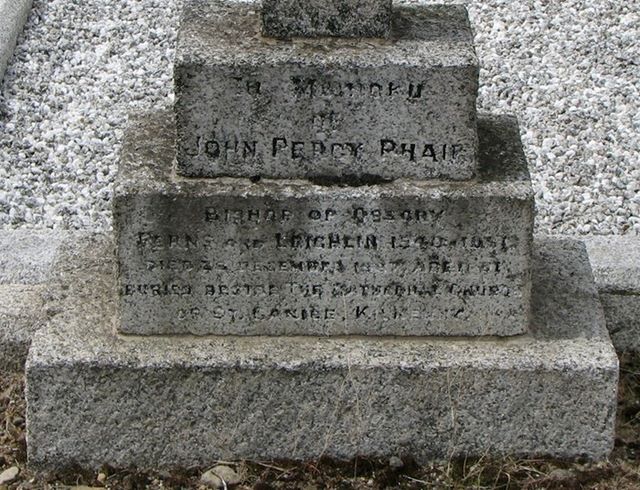 In Memory
of
John Percy Phair
Bishop of Ossory
Ferns and Leighlin 1940-
Died December Aged
Buried beside the Cathedral Church
of St. Canice, Kilkenny